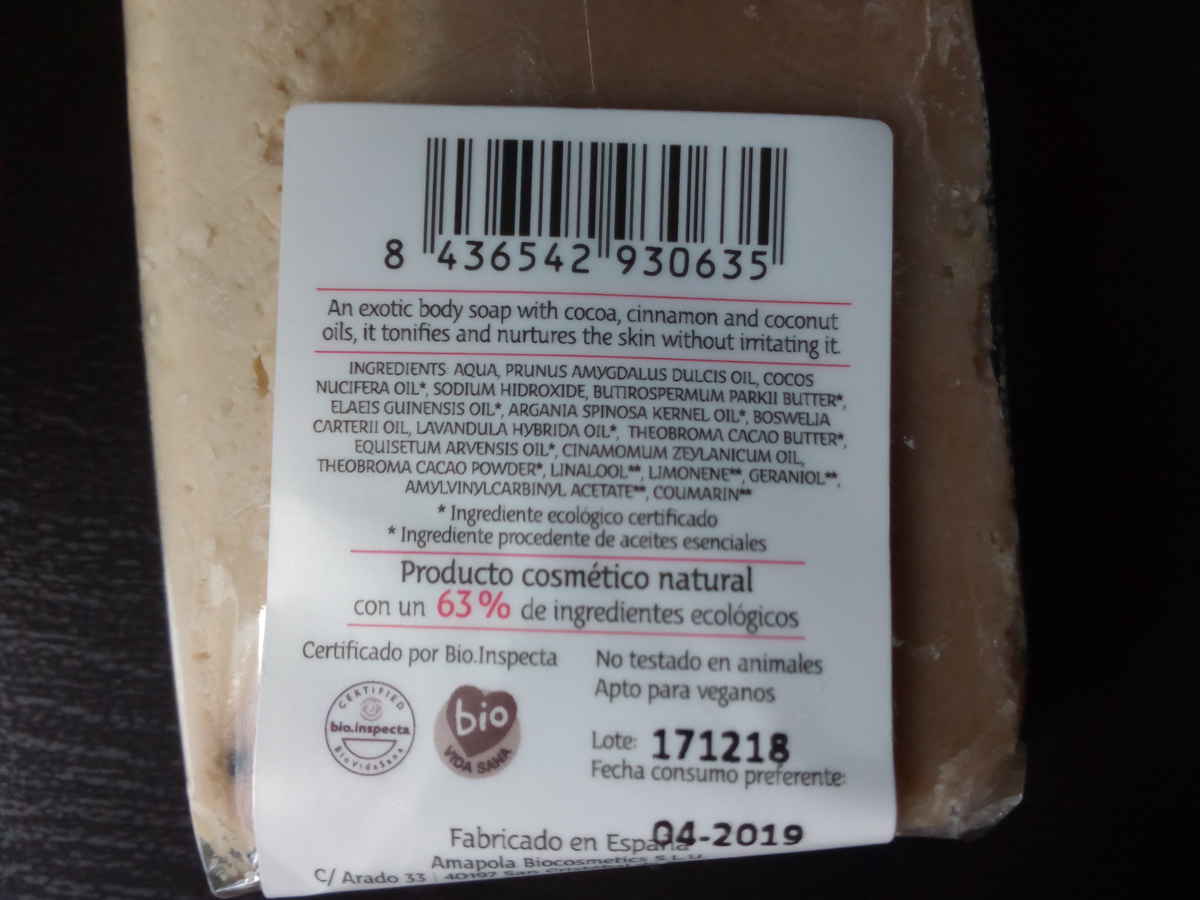 8 436542 930635
An exotic body soap with cocoa, cinnamon and coconut
oils, it tonifies and nurtures the skin without irritating it.
INGREDIENTS: AQUA, PRUNUS AMYGDALUS DULCIS OIL, COCOS
NUCIFERA OIL*, SODIUM HIDROXIDE, BUTIROSPERMUM PARKII BUTTER*,
ELAEIS GUINENSIS OIL*, ARGANIA SPINOSA KERNEL OIL*, BOSWELIA
CARTERII OIL, LAVANDULA HYBRIDA OIL*, THEOBROMA CACAO BUTTER*,
EQUISETUM ARVENSIS OIL*, CINAMOMUM ZEYLANICUM OIL,
THEOBROMA CACAO POWDER*, LINALOOL**, LIMONENE**, GERANIOL**,
AMYLVINYLCARBINYL ACETATE**, COUMARIN**
* Ingrediente ecológico certificado
* Ingrediente procedente de aceites esenciales
Producto cosmético natural
con un 63% de ingredientes ecológicos
Certificado por Bio.Inspecta
No testado en animales
Apto para veganos
CERTIFIED
bio.inspecta
BioVidaSana
bio
VIDA SANA
Lote: 171218
Fecha consumo preferente:
04-2019
Fabricado en España
Amapola Biocosmetics S.L.U.
C/ Arado 33 | 40197 San